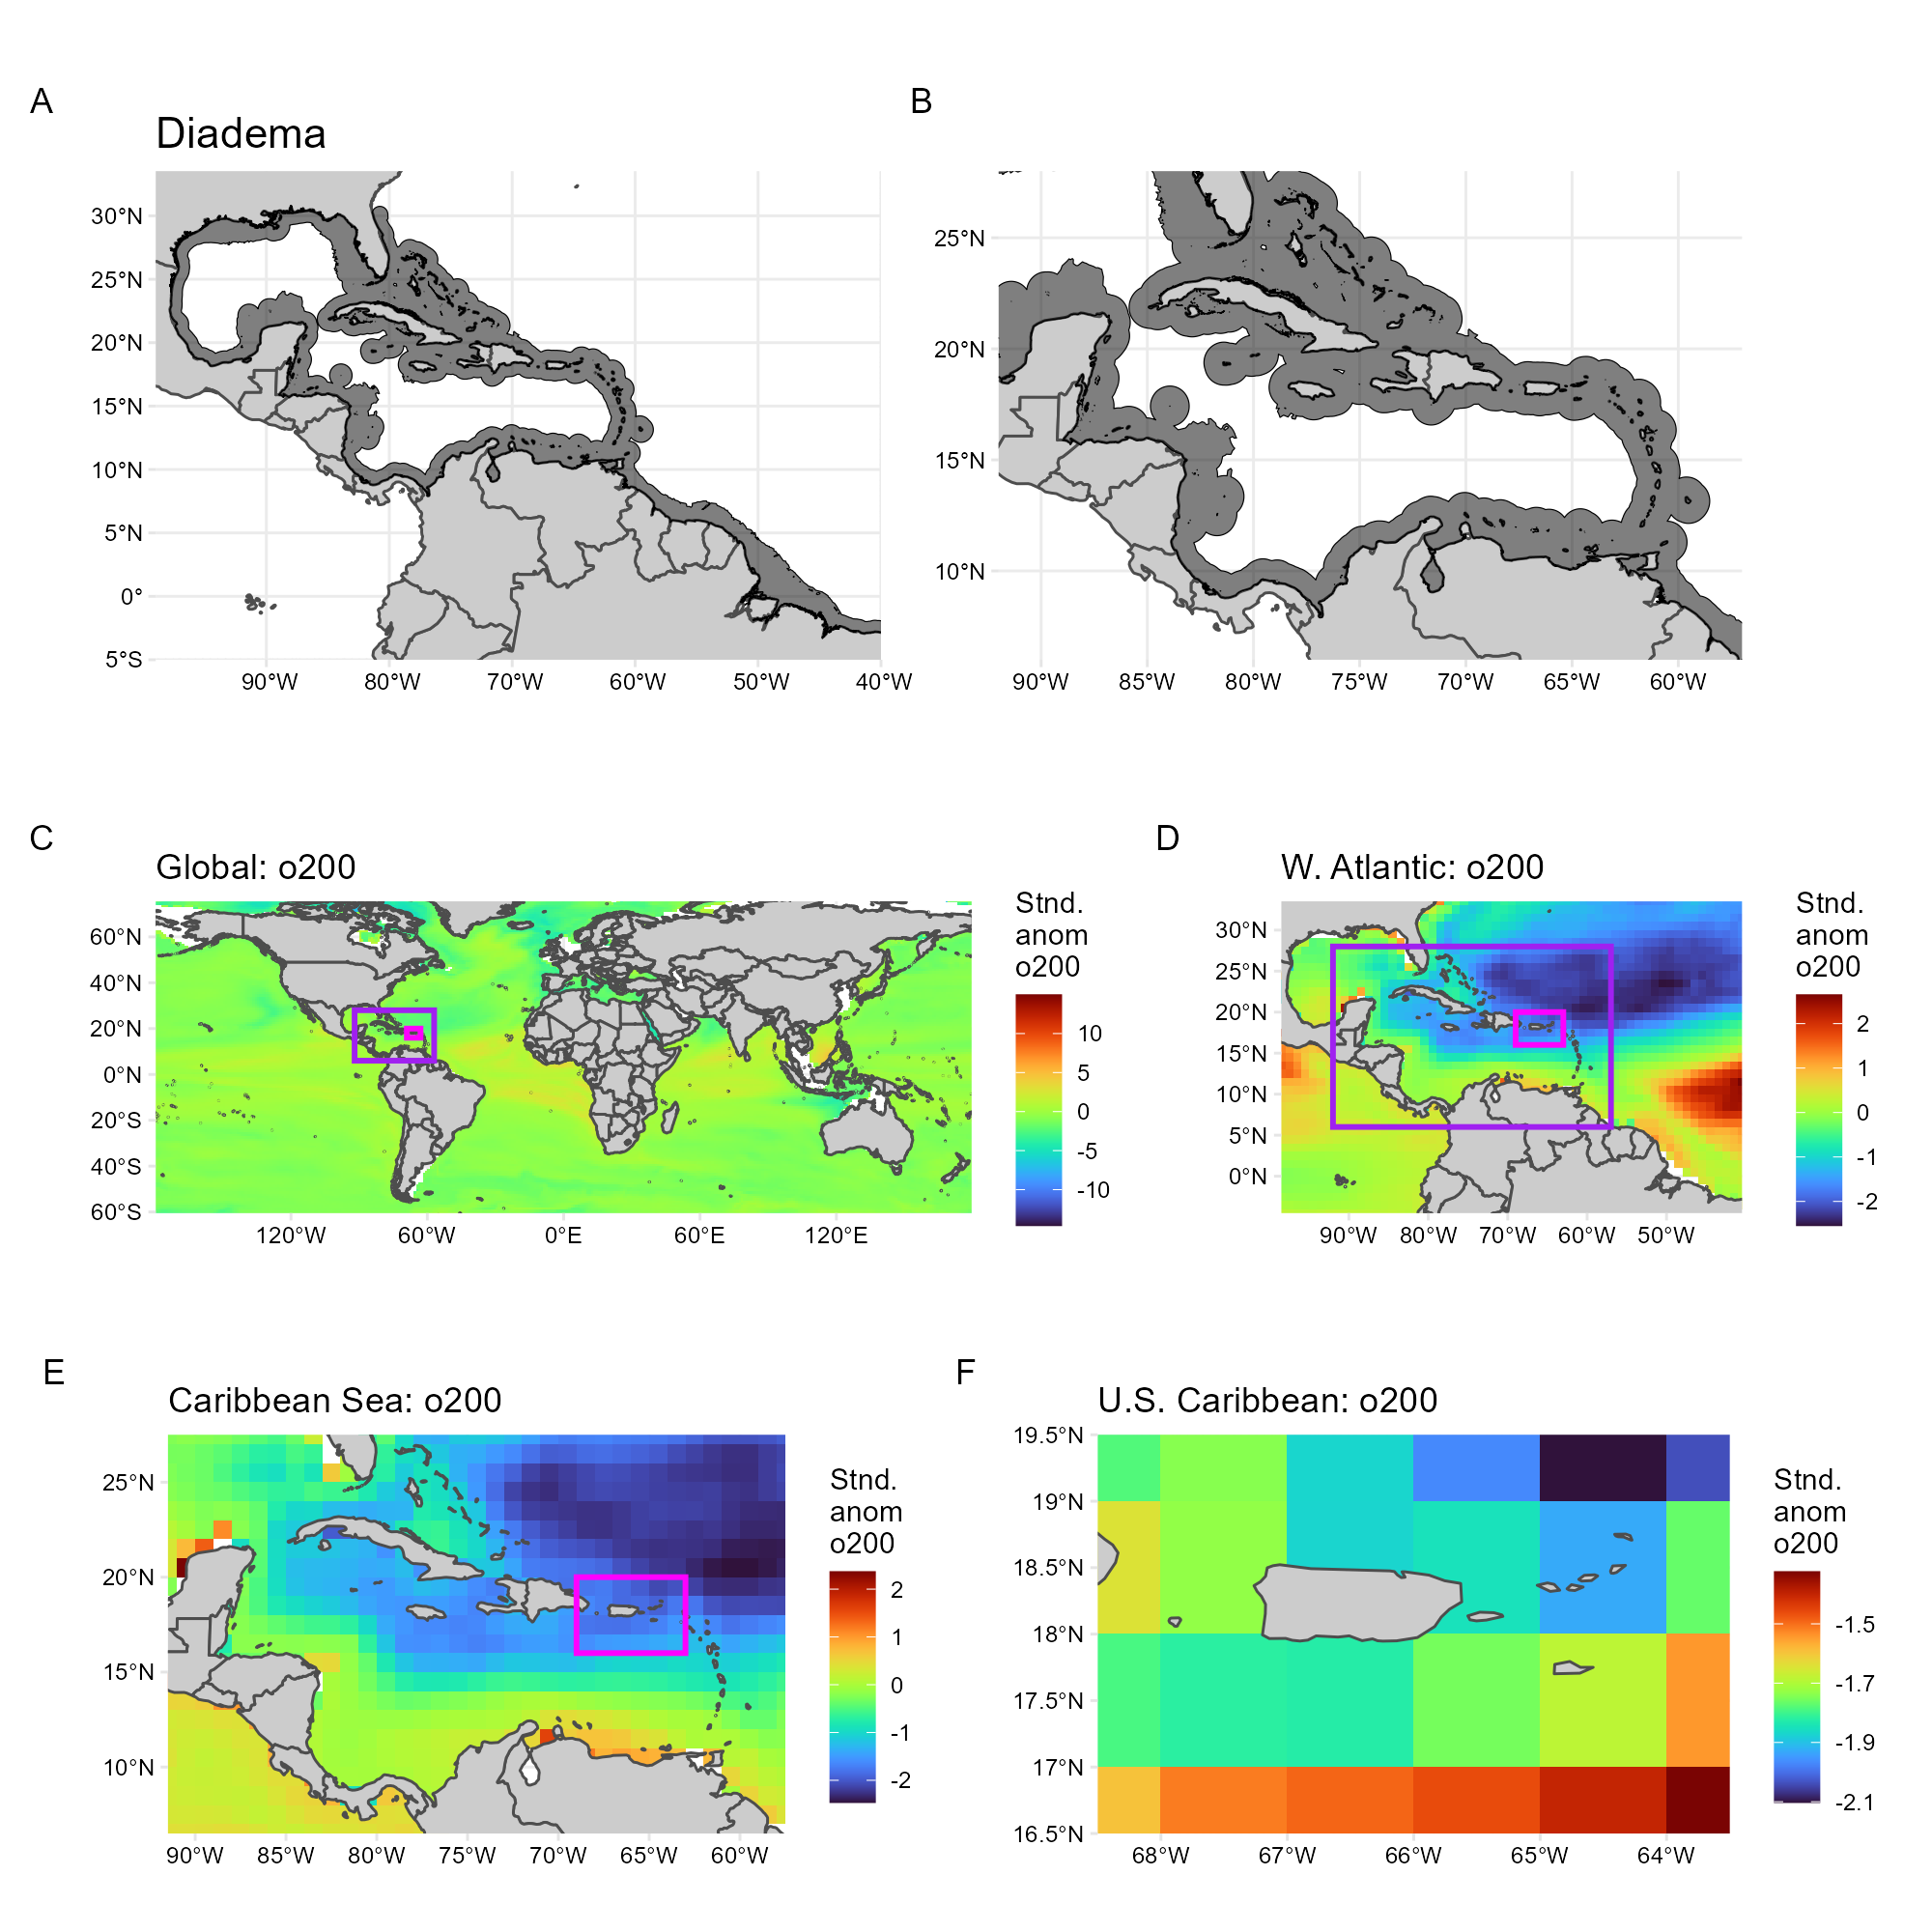 A
B
Diadema
30°N
25°N
20°N
15°N
10°N
5°N
0°
5°S
90°W
80°W
70°W
60°W
50°W
40°W
25°N
20°N
15°N
10°N
90°W
85°W
80°W
75°W
70°W
65°W
60°W
C
D
Global: o200
60°N
40°N
20°N
0°N
20°S
40°S
60°S
120°W
60°W
0°E
60°E
120°E
Stnd.
anom
o200
10
5
0
-5
-10
W. Atlantic: o200
30°N
25°N
20°N
15°N
10°N
5°N
0°N
90°W
80°W
70°W
60°W
50°W
Stnd.
anom
o200
2
1
0
-1
-2
E
F
Caribbean Sea: o200
25°N
20°N
15°N
10°N
90°W
85°W
80°W
75°W
70°W
65°W
60°W
Stnd.
anom
o200
2
1
0
-1
-2
U.S. Caribbean: o200
19.5°N
19°N
18.5°N
18°N
17.5°N
17°N
16.5°N
68°W
67°W
66°W
65°W
64°W
Stnd.
anom
o200
-1.5
-1.7
-1.9
-2.1